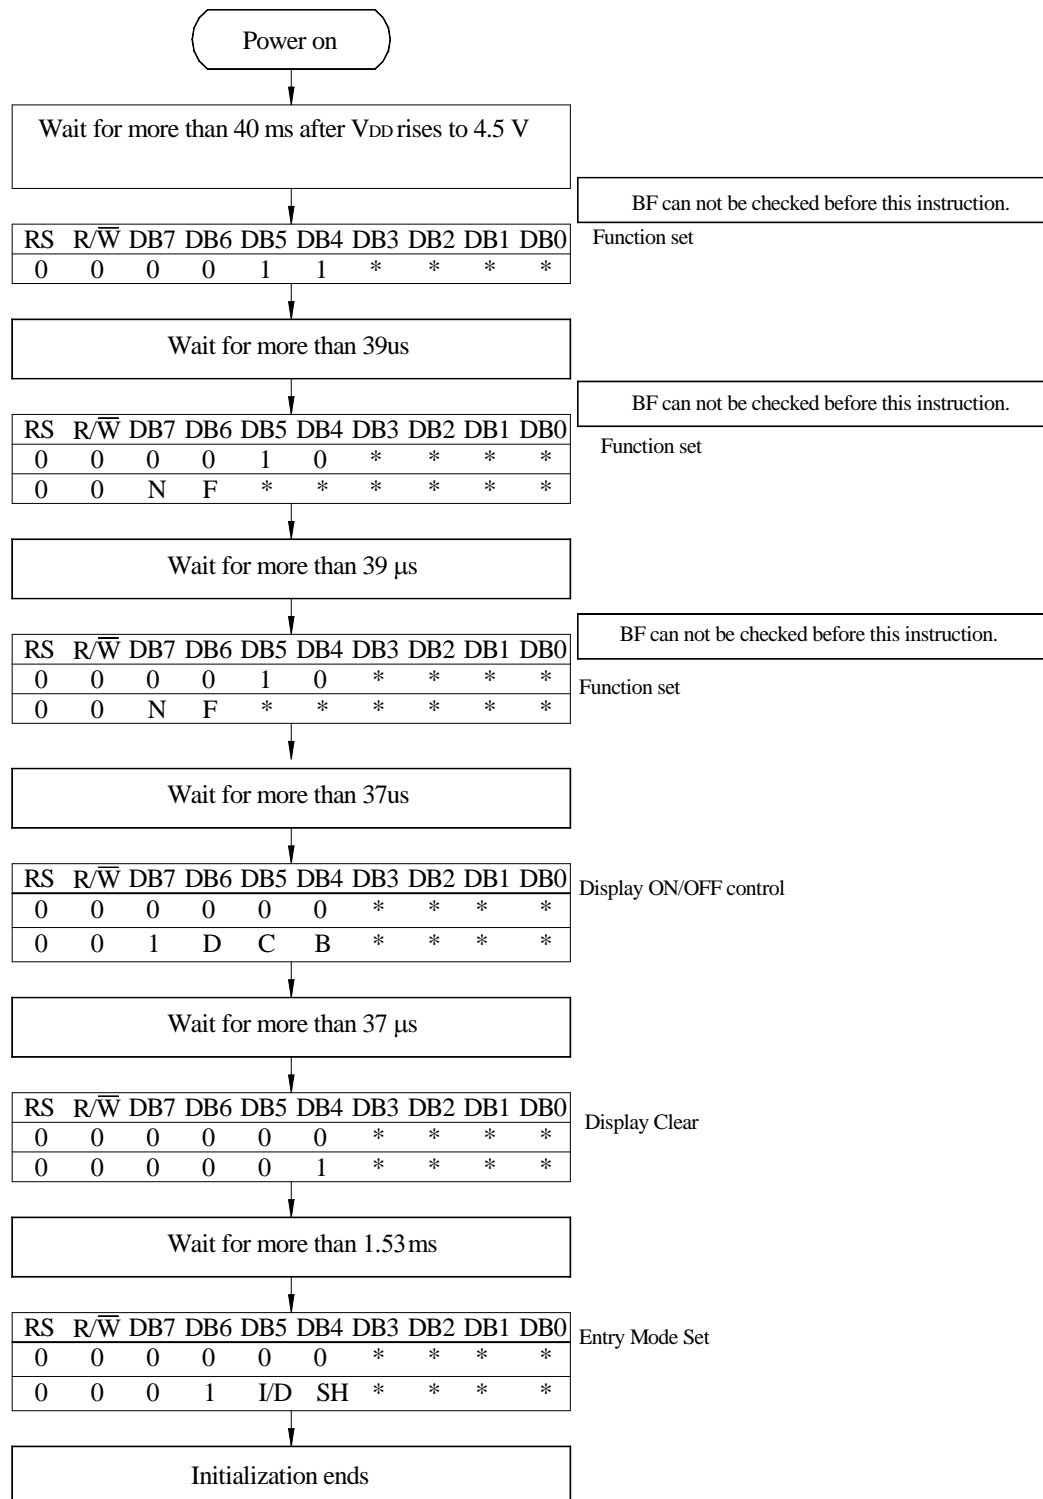 Power on
Wait for more than 40 ms after VDD rises to 4.5 V
BF can not be checked before this instruction.
RS R/W̅ DB7 DB6 DB5 DB4 DB3 DB2 DB1 DB0
Function set
0 0 0 0 1 1 * * * *
Wait for more than 39us
BF can not be checked before this instruction.
RS R/W̅ DB7 DB6 DB5 DB4 DB3 DB2 DB1 DB0
Function set
0 0 0 0 1 0 * * * *
0 0 N F * * * * * *
Wait for more than 39 µs
BF can not be checked before this instruction.
RS R/W̅ DB7 DB6 DB5 DB4 DB3 DB2 DB1 DB0
0 0 0 0 1 0 * * * *
Function set
0 0 N F * * * * * *
Wait for more than 37us
RS R/W̅ DB7 DB6 DB5 DB4 DB3 DB2 DB1 DB0
Display ON/OFF control
0 0 0 0 0 0 * * * *
0 0 1 D C B * * * *
Wait for more than 37 µs
RS R/W̅ DB7 DB6 DB5 DB4 DB3 DB2 DB1 DB0
Display Clear
0 0 0 0 0 0 * * * *
0 0 0 0 0 1 * * * *
Wait for more than 1.53ms
RS R/W̅ DB7 DB6 DB5 DB4 DB3 DB2 DB1 DB0
Entry Mode Set
0 0 0 0 0 0 * * * *
0 0 0 1 I/D SH * * * *
Initialization ends